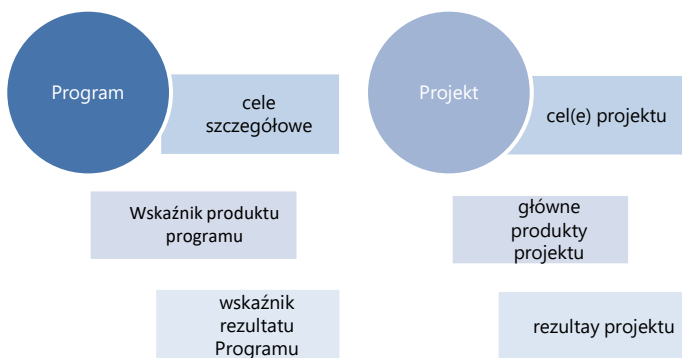 Program
cele
szczegółowe
Wskaźnik produktu
programu
wskaźnik
rezultatu
Programu
Projekt
cel(e) projektu
główne
produkty
projektu
rezultay projektu